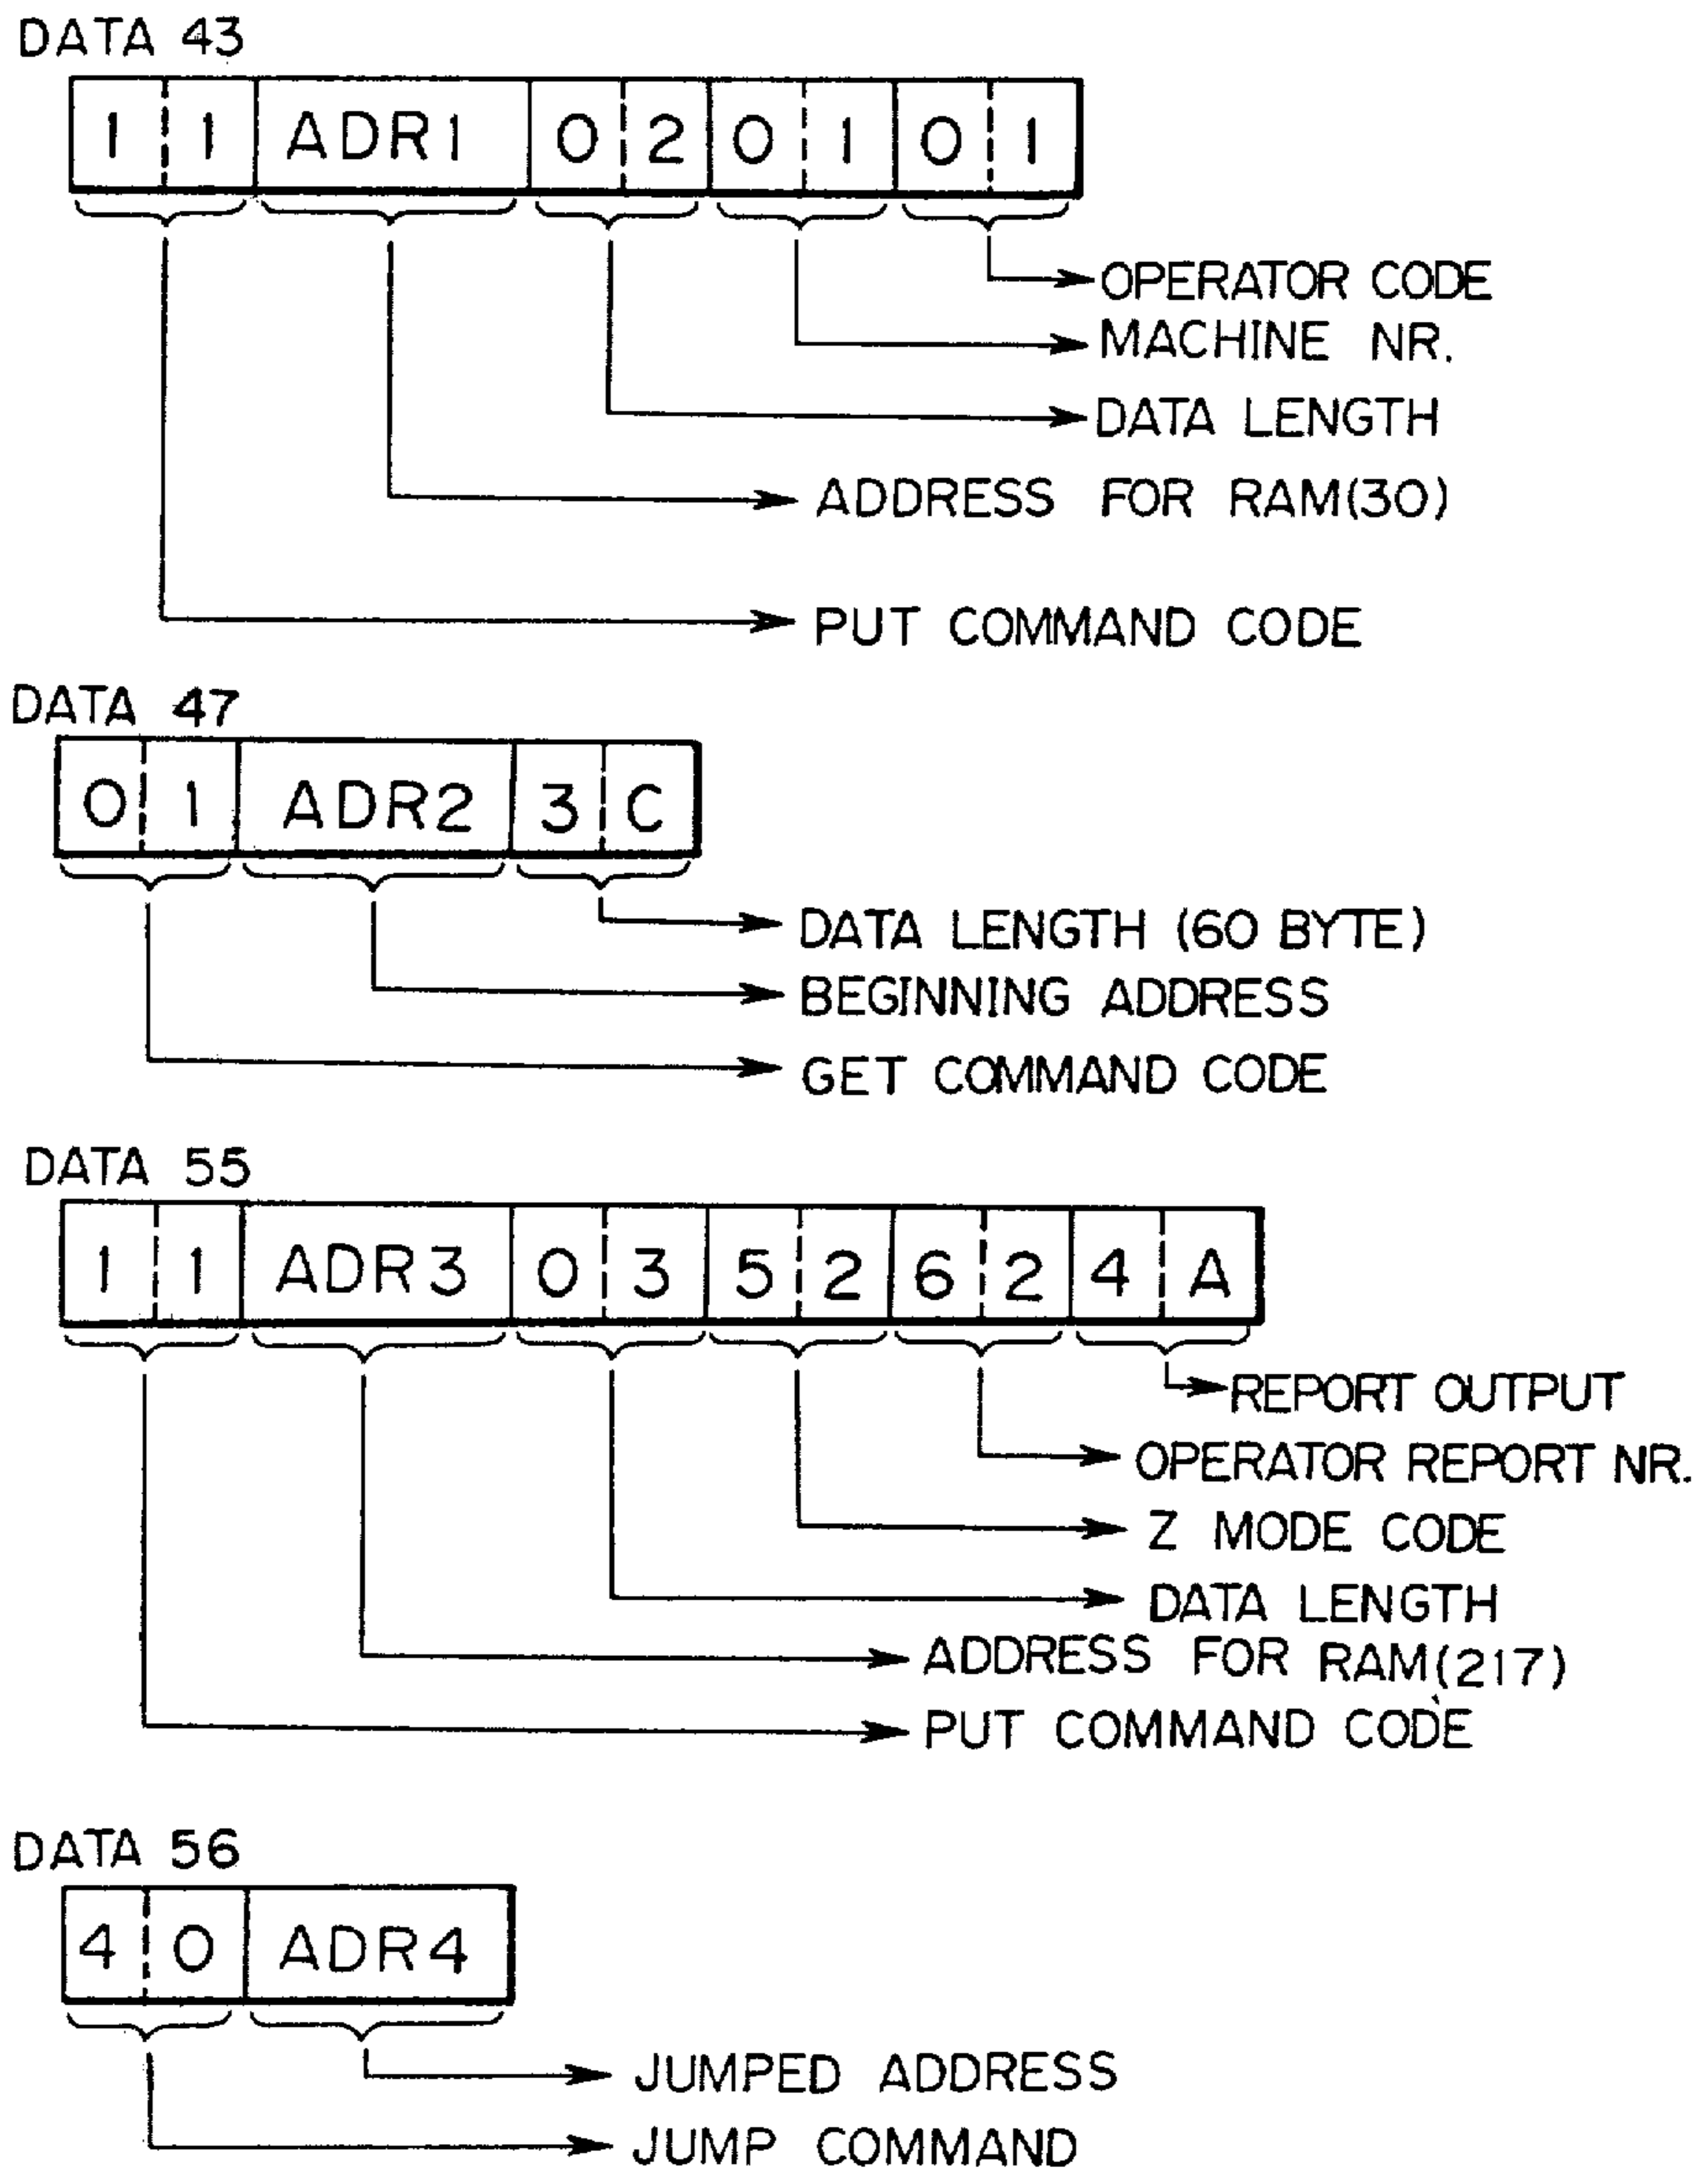 DATA 43
1 1 ADR1 0 2 0 1 0 1
OPERATOR CODE
MACHINE NR.
DATA LENGTH
ADDRESS FOR RAM(30)
PUT COMMAND CODE
DATA 47
0 1 ADR2 3 C
DATA LENGTH (60 BYTE)
BEGINNING ADDRESS
GET COMMAND CODE
DATA 55
1 1 ADR3 0 3 5 2 6 2 4 A
REPORT OUTPUT
OPERATOR REPORT NR.
Z MODE CODE
DATA LENGTH
ADDRESS FOR RAM(217)
PUT COMMAND CODE
DATA 56
4 0 ADR4
JUMPED ADDRESS
JUMP COMMAND